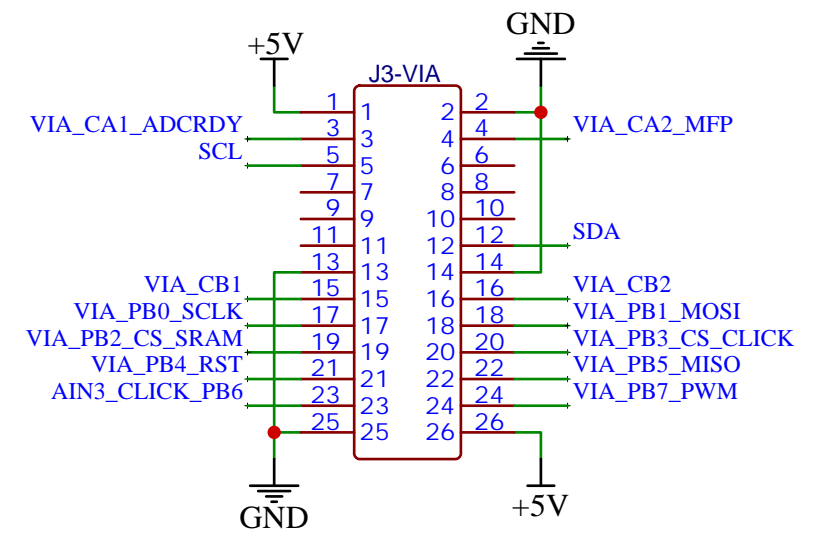 GND
+5V
J3-VIA
1 1 2 2
VIA_CA1_ADCRDY 3 3 4 4 VIA_CA2_MFP
SCL 5 5 6 6
7 7 8 8
9 9 10 10
11 11 12 12 SDA
13 13 14 14
VIA_CB1 15 15 16 16 VIA_CB2
VIA_PB0_SCLK 17 17 18 18 VIA_PB1_MOSI
VIA_PB2_CS_SRAM 19 19 20 20 VIA_PB3_CS_CLICK
VIA_PB4_RST 21 21 22 22 VIA_PB5_MISO
AIN3_CLICK_PB6 23 23 24 24 VIA_PB7_PWM
25 25 26 26
GND
+5V